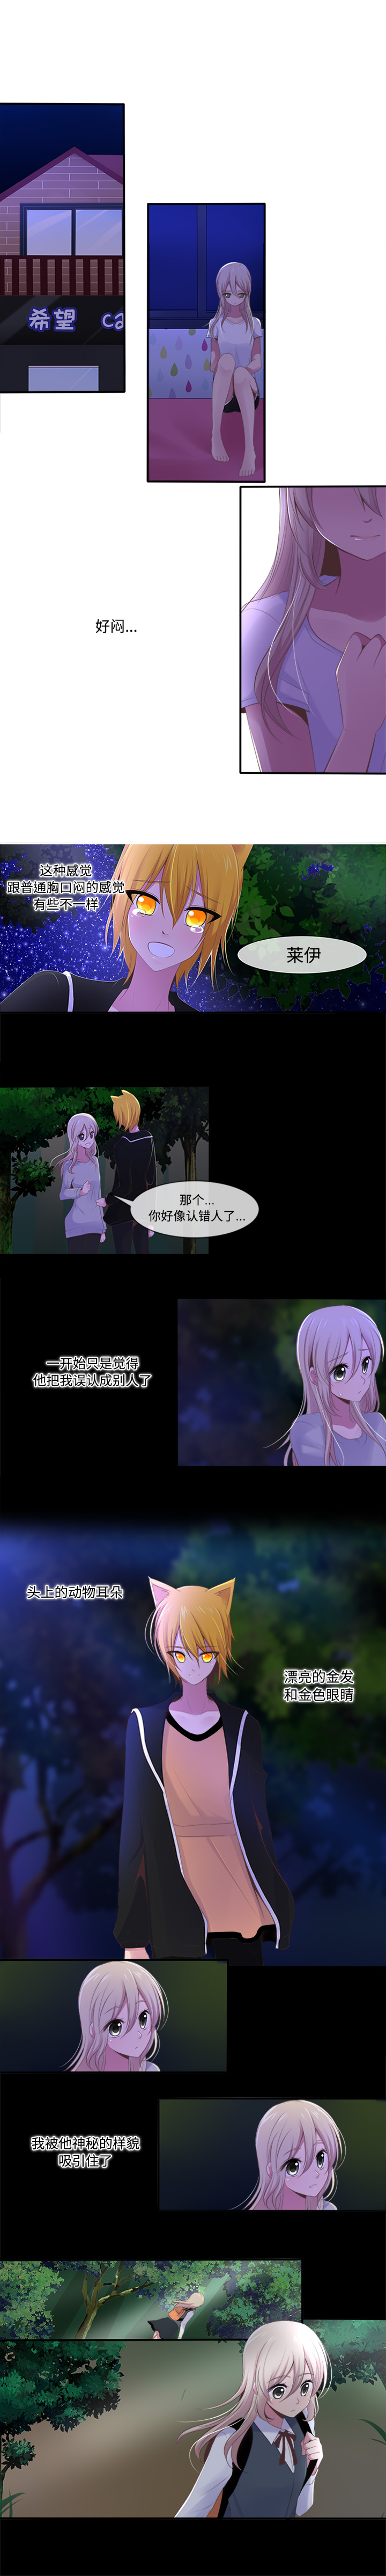 希望 ca
好闷...
这种感觉
跟普通胸口闷的感觉
有些不一样
莱伊
那个...
你好像认错人了...
一开始只是觉得
他把我误认成别人了
头上的动物耳朵
漂亮的金发
和金色眼睛
我被他神秘的样貌
吸引住了